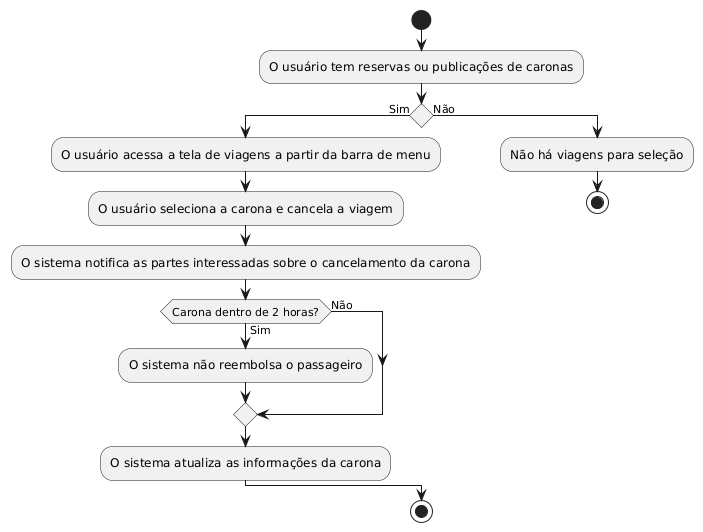 O usuário tem reservas ou publicações de caronas
Sim
Não
O usuário acessa a tela de viagens a partir da barra de menu
Não há viagens para seleção
O usuário seleciona a carona e cancela a viagem
O sistema notifica as partes interessadas sobre o cancelamento da carona
Carona dentro de 2 horas?
Não
Sim
O sistema não reembolsa o passageiro
O sistema atualiza as informações da carona